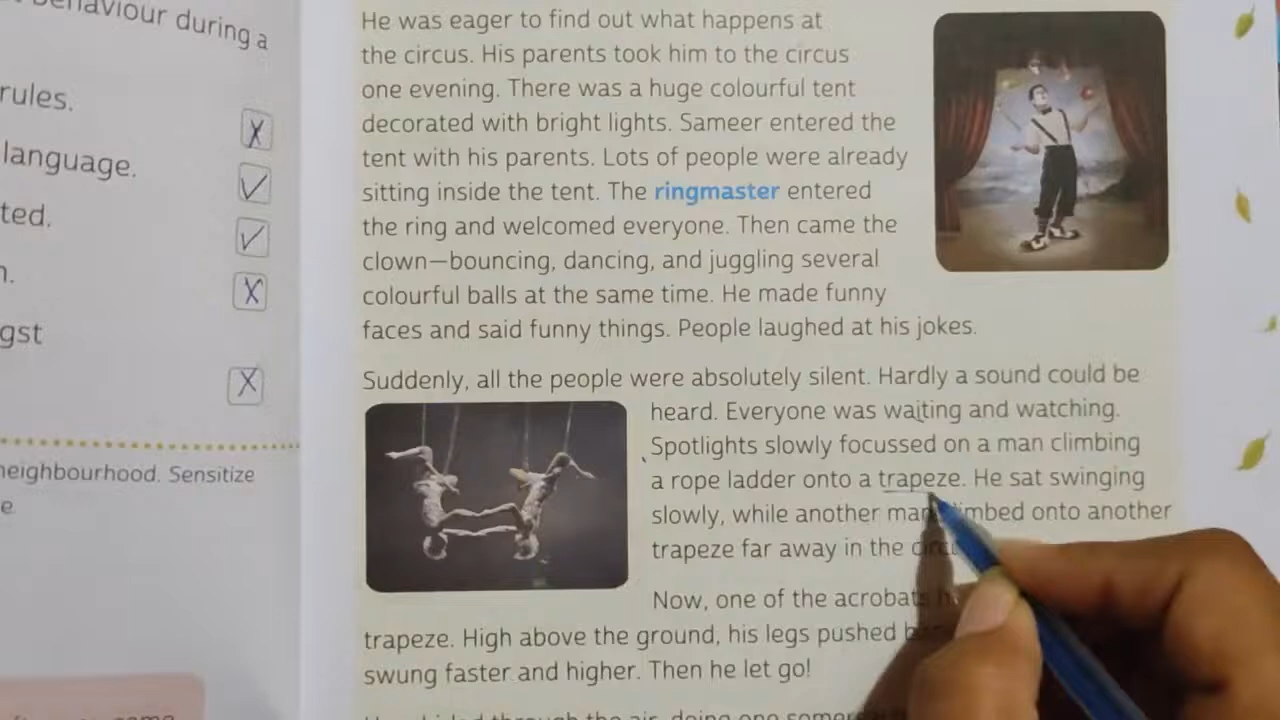 behaviour during a
rules.
language.
ted.
n.
gst
neighbourhood. Sensitize
e
He was eager to find out what happens at
the circus. His parents took him to the circus
one evening. There was a huge colourful tent
decorated with bright lights. Sameer entered the
tent with his parents. Lots of people were already
sitting inside the tent. The ringmaster entered
the ring and welcomed everyone. Then came the
clown—bouncing, dancing, and juggling several
colourful balls at the same time. He made funny
faces and said funny things. People laughed at his jokes.
Suddenly, all the people were absolutely silent. Hardly a sound could be
heard. Everyone was waiting and watching.
Spotlights slowly focussed on a man climbing
a rope ladder onto a trapeze. He sat swinging
slowly, while another man climbed onto another
trapeze far away in the
Now, one of the acrobats
trapeze. High above the ground, his legs pushed
swung faster and higher. Then he let go!
through the air, doing one